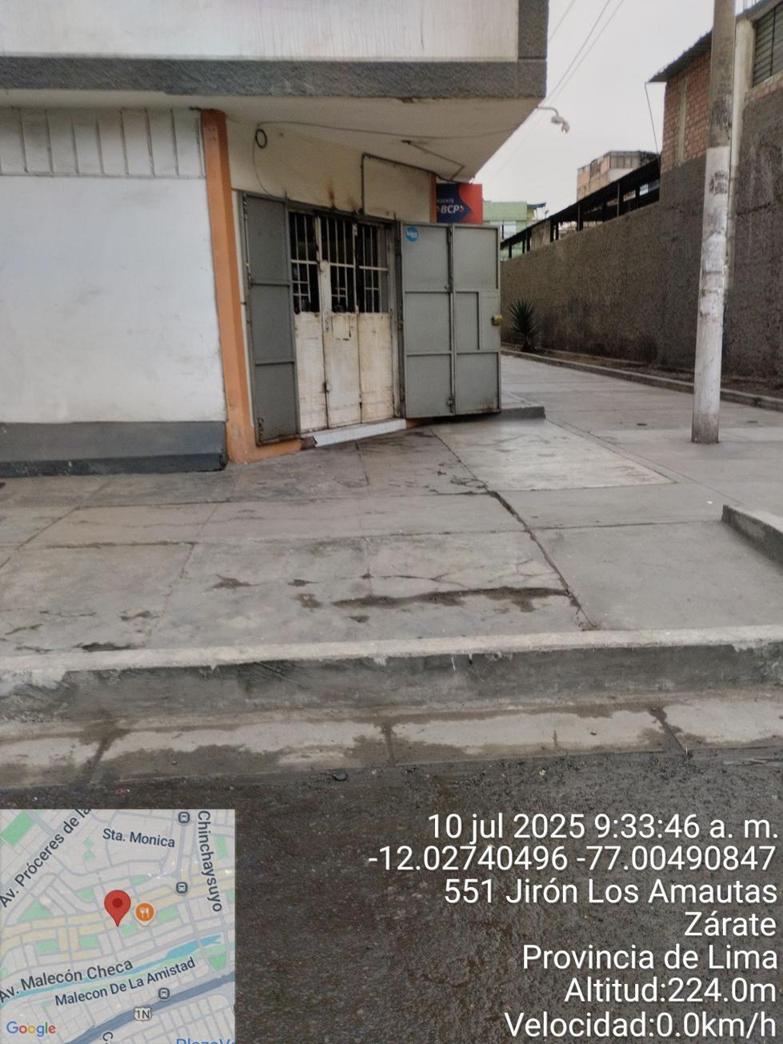 AGENTE
BCP
10 jul 2025 9:33:46 a. m.
-12.02740496 -77.00490847
551 Jirón Los Amautas
Zárate
Provincia de Lima
Altitud:224.0m
Velocidad:0.0km/h
Av. Próceres de la
Sta. Monica
Chinchaysuyo
Av. Malecón Checa
Malecon De La Amistad
1N
Google